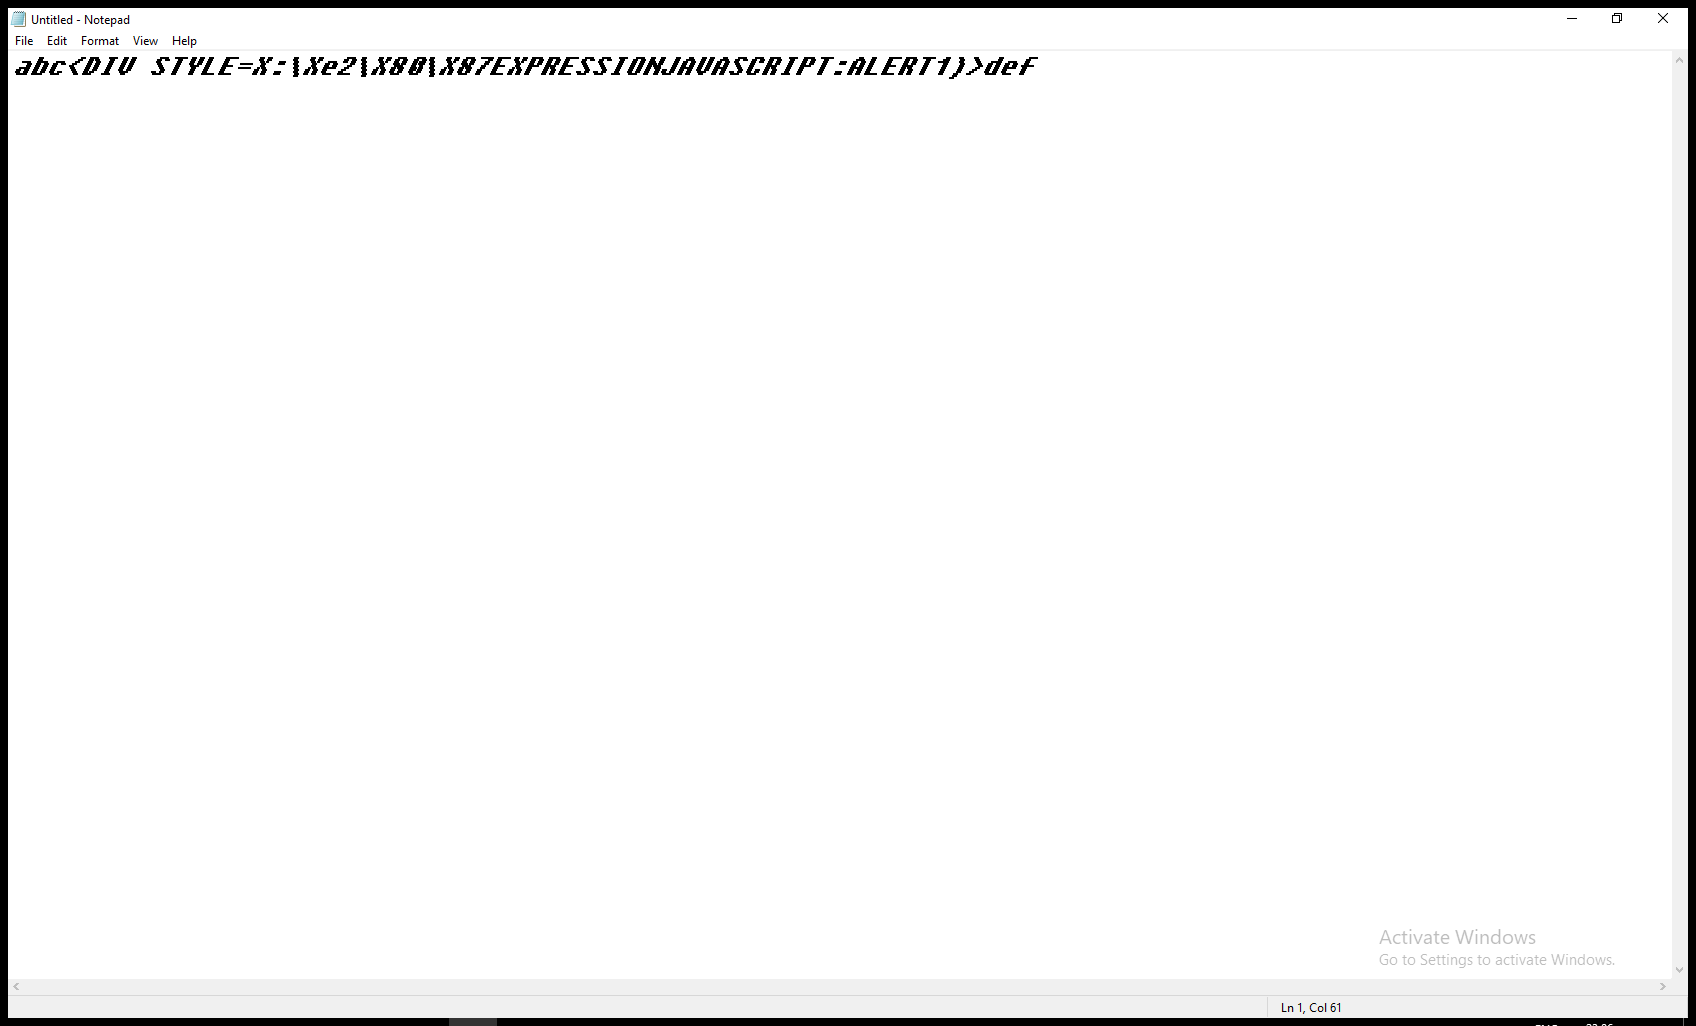 Untitled - Notepad
File Edit Format View Help
abc<DIV STYLE=X:\Xe2\X80\X87EXPRESSIONJAVASCRIPT:ALERT1)>def
Activate Windows
Go to Settings to activate Windows.
Ln 1, Col 61